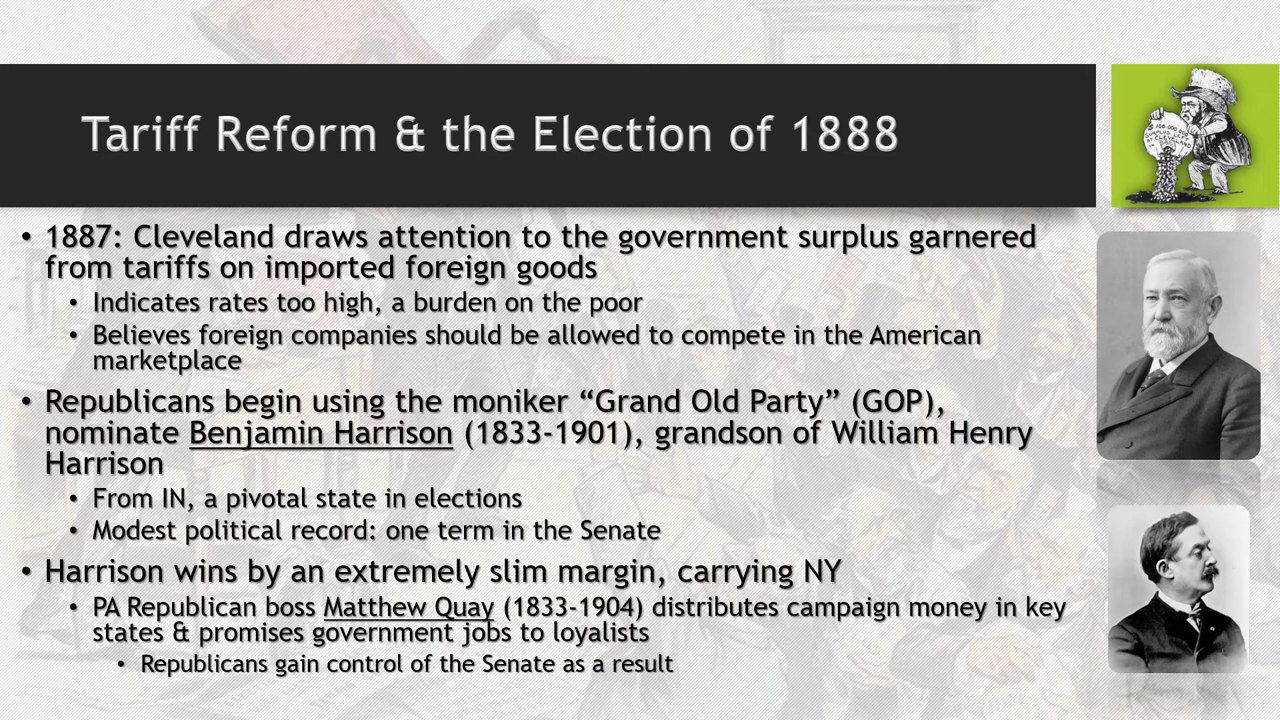 Tariff Reform & the Election of 1888
• 1887: Cleveland draws attention to the government surplus garnered
from tariffs on imported foreign goods
• Indicates rates too high, a burden on the poor
• Believes foreign companies should be allowed to compete in the American
marketplace
• Republicans begin using the moniker “Grand Old Party” (GOP),
nominate Benjamin Harrison (1833-1901), grandson of William Henry
Harrison
• From IN, a pivotal state in elections
• Modest political record: one term in the Senate
• Harrison wins by an extremely slim margin, carrying NY
• PA Republican boss Matthew Quay (1833-1904) distributes campaign money in key
states & promises government jobs to loyalists
• Republicans gain control of the Senate as a result